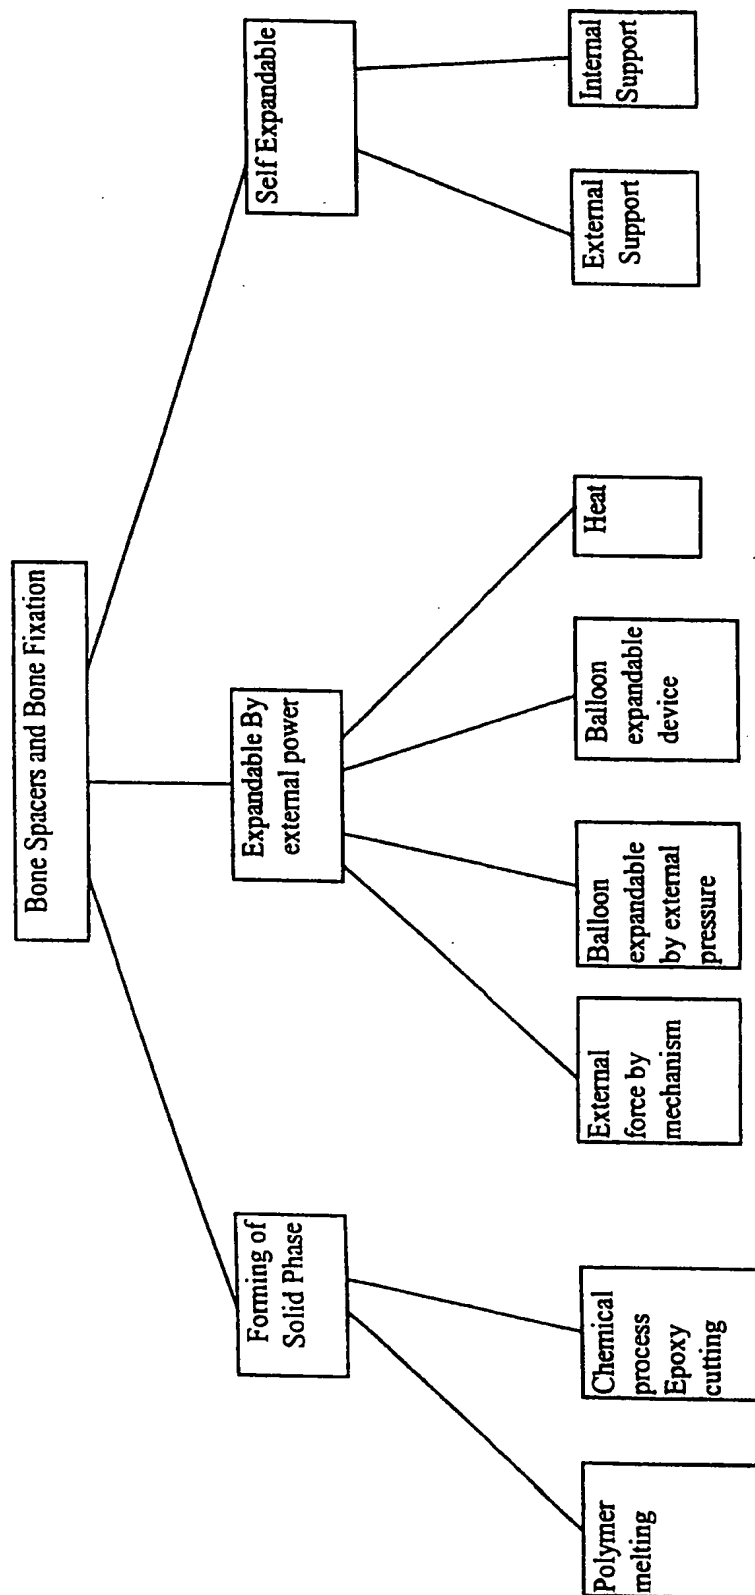 Bone Spacers and Bone Fixation
Forming of
Solid Phase
Expandable By
external power
Self Expandable
Polymer
melting
Chemical
process
Epoxy
cutting
External
force by
mechanism
Balloon
expandable
by external
pressure
Balloon
expandable
device
Heat
External
Support
Internal
Support